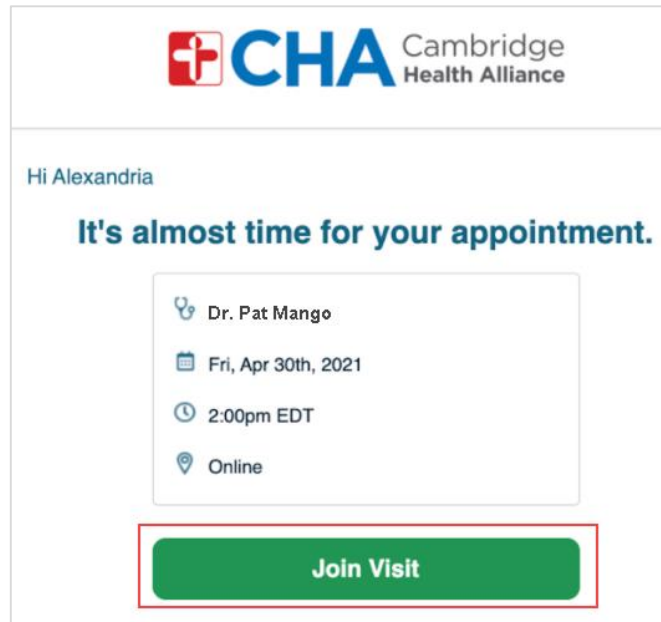 CHA Cambridge
Health Alliance
Hi Alexandria
It's almost time for your appointment.
Dr. Pat Mango
Fri, Apr 30th, 2021
2:00pm EDT
Online
Join Visit